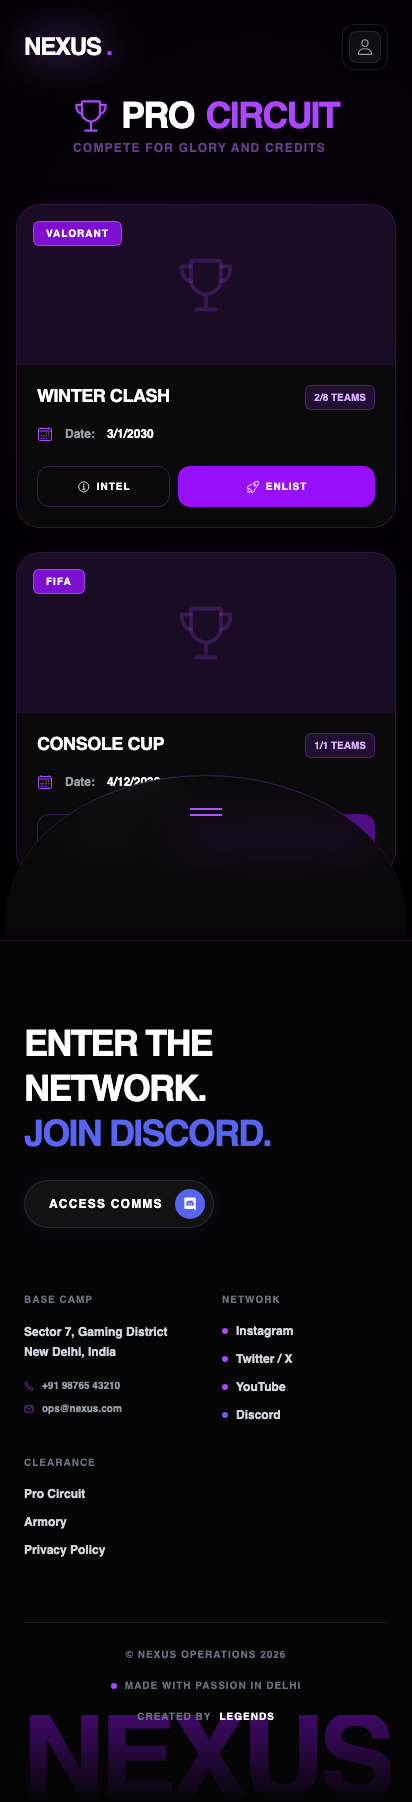 NEXUS.
PRO CIRCUIT
COMPETE FOR GLORY AND CREDITS
VALORANT
WINTER CLASH
2/8 TEAMS
Date: 3/1/2030
INTEL
ENLIST
FIFA
CONSOLE CUP
1/1 TEAMS
Date: 4/12/2030
ENTER THE
NETWORK.
JOIN DISCORD.
ACCESS COMMS
BASE CAMP
Sector 7, Gaming District
New Delhi, India
+91 98765 43210
ops@nexus.com
NETWORK
Instagram
Twitter / X
YouTube
Discord
CLEARANCE
Pro Circuit
Armory
Privacy Policy
© NEXUS OPERATIONS 2026
MADE WITH PASSION IN DELHI
CREATED BY LEGENDS
NEXUS